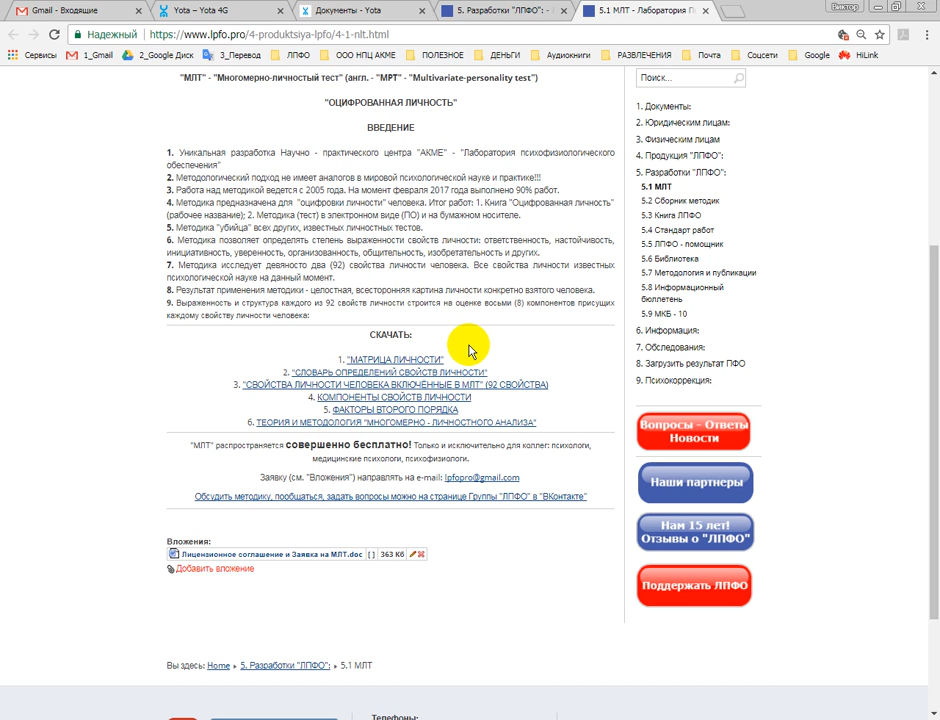 Gmail - Входящие
Yota – Yota 4G
Документы - Yota
5. Разработки "ЛПФО": -
5.1 МЛТ - Лаборатория П
Виктор
Надежный
https://www.lpfo.pro/4-produktsiya-lpfo/4-1-nlt.html
Сервисы
1_Gmail
2_Google Диск
3_Перевод
ЛПФО
ООО НПЦ АКМЕ
ПОЛЕЗНОЕ
ДЕНЬГИ
Аудиокниги
РАЗВЛЕЧЕНИЯ
Почта
Соцсети
Google
HiLink
"МЛТ" - "Многомерно-личностый тест" (англ. - "МРТ" - "Multivariate-personality test")
"ОЦИФРОВАННАЯ ЛИЧНОСТЬ"
ВВЕДЕНИЕ
1. Уникальная разработка Научно - практического центра "АКМЕ" - "Лаборатория психофизиологического
обеспечения"
2. Методологический подход не имеет аналогов в мировой психологической науке и практике!!!
3. Работа над методикой ведется с 2005 года. На момент февраля 2017 года выполнено 90% работ.
4. Методика предназначена для "оцифровки личности" человека. Итог работ: 1. Книга "Оцифрованная личность"
(рабочее название); 2. Методика (тест) в электронном виде (ПО) и на бумажном носителе.
5. Методика "убийца" всех других, известных личностных тестов.
6. Методика позволяет определять степень выраженности свойств личности: ответственность, настойчивость,
инициативность, уверенность, организованность, общительность, изобретательность и других.
7. Методика исследует девяносто два (92) свойства личности человека. Все свойства личности известных
психологической науке на данный момент.
8. Результат применения методики - целостная, всесторонняя картина личности конкретно взятого человека.
9. Выраженность и структура каждого из 92 свойств личности строится на оценке восьми (8) компонентов присущих
каждому свойству личности человека:
СКАЧАТЬ:
1. "МАТРИЦА ЛИЧНОСТИ"
2. "СЛОВАРЬ ОПРЕДЕЛЕНИЙ СВОЙСТВ ЛИЧНОСТИ"
3. "СВОЙСТВА ЛИЧНОСТИ ЧЕЛОВЕКА ВКЛЮЧЁННЫЕ В МЛТ" (92 СВОЙСТВА)
4. КОМПОНЕНТЫ СВОЙСТВ ЛИЧНОСТИ
5. ФАКТОРЫ ВТОРОГО ПОРЯДКА
6. ТЕОРИЯ И МЕТОДОЛОГИЯ "МНОГОМЕРНО - ЛИЧНОСТНОГО АНАЛИЗА"
"МЛТ" распространяется совершенно бесплатно! Только и исключительно для коллег: психологи,
медицинские психологи, психофизиологи.
Заявку (см. "Вложения") направлять на e-mail: lpfopro@gmail.com
Обсудить методику, пообщаться, задать вопросы можно на странице Группы "ЛПФО" в "ВКонтакте"
Вложения:
Лицензионное соглашение и Заявка на МЛТ.doc [ ] 363 Кб
Добавить вложение
Вы здесь: Home ▸ 5. Разработки "ЛПФО": ▸ 5.1 МЛТ
Телефоны:
Поиск...
1. Документы:
2. Юридическим лицам:
3. Физическим лицам
4. Продукция "ЛПФО":
5. Разработки "ЛПФО":
5.1 МЛТ
5.2 Сборник методик
5.3 Книга ЛПФО
5.4 Стандарт работ
5.5 ЛПФО - помощник
5.6 Библиотека
5.7 Методология и публикации
5.8 Информационный
бюллетень
5.9 МКБ - 10
6. Информация:
7. Обследования:
8. Загрузить результат ПФО
9. Психокоррекция:
Вопросы – Ответы
Новости
Наши партнеры
Нам 15 лет!
Отзывы о "ЛПФО"
Поддержать ЛПФО